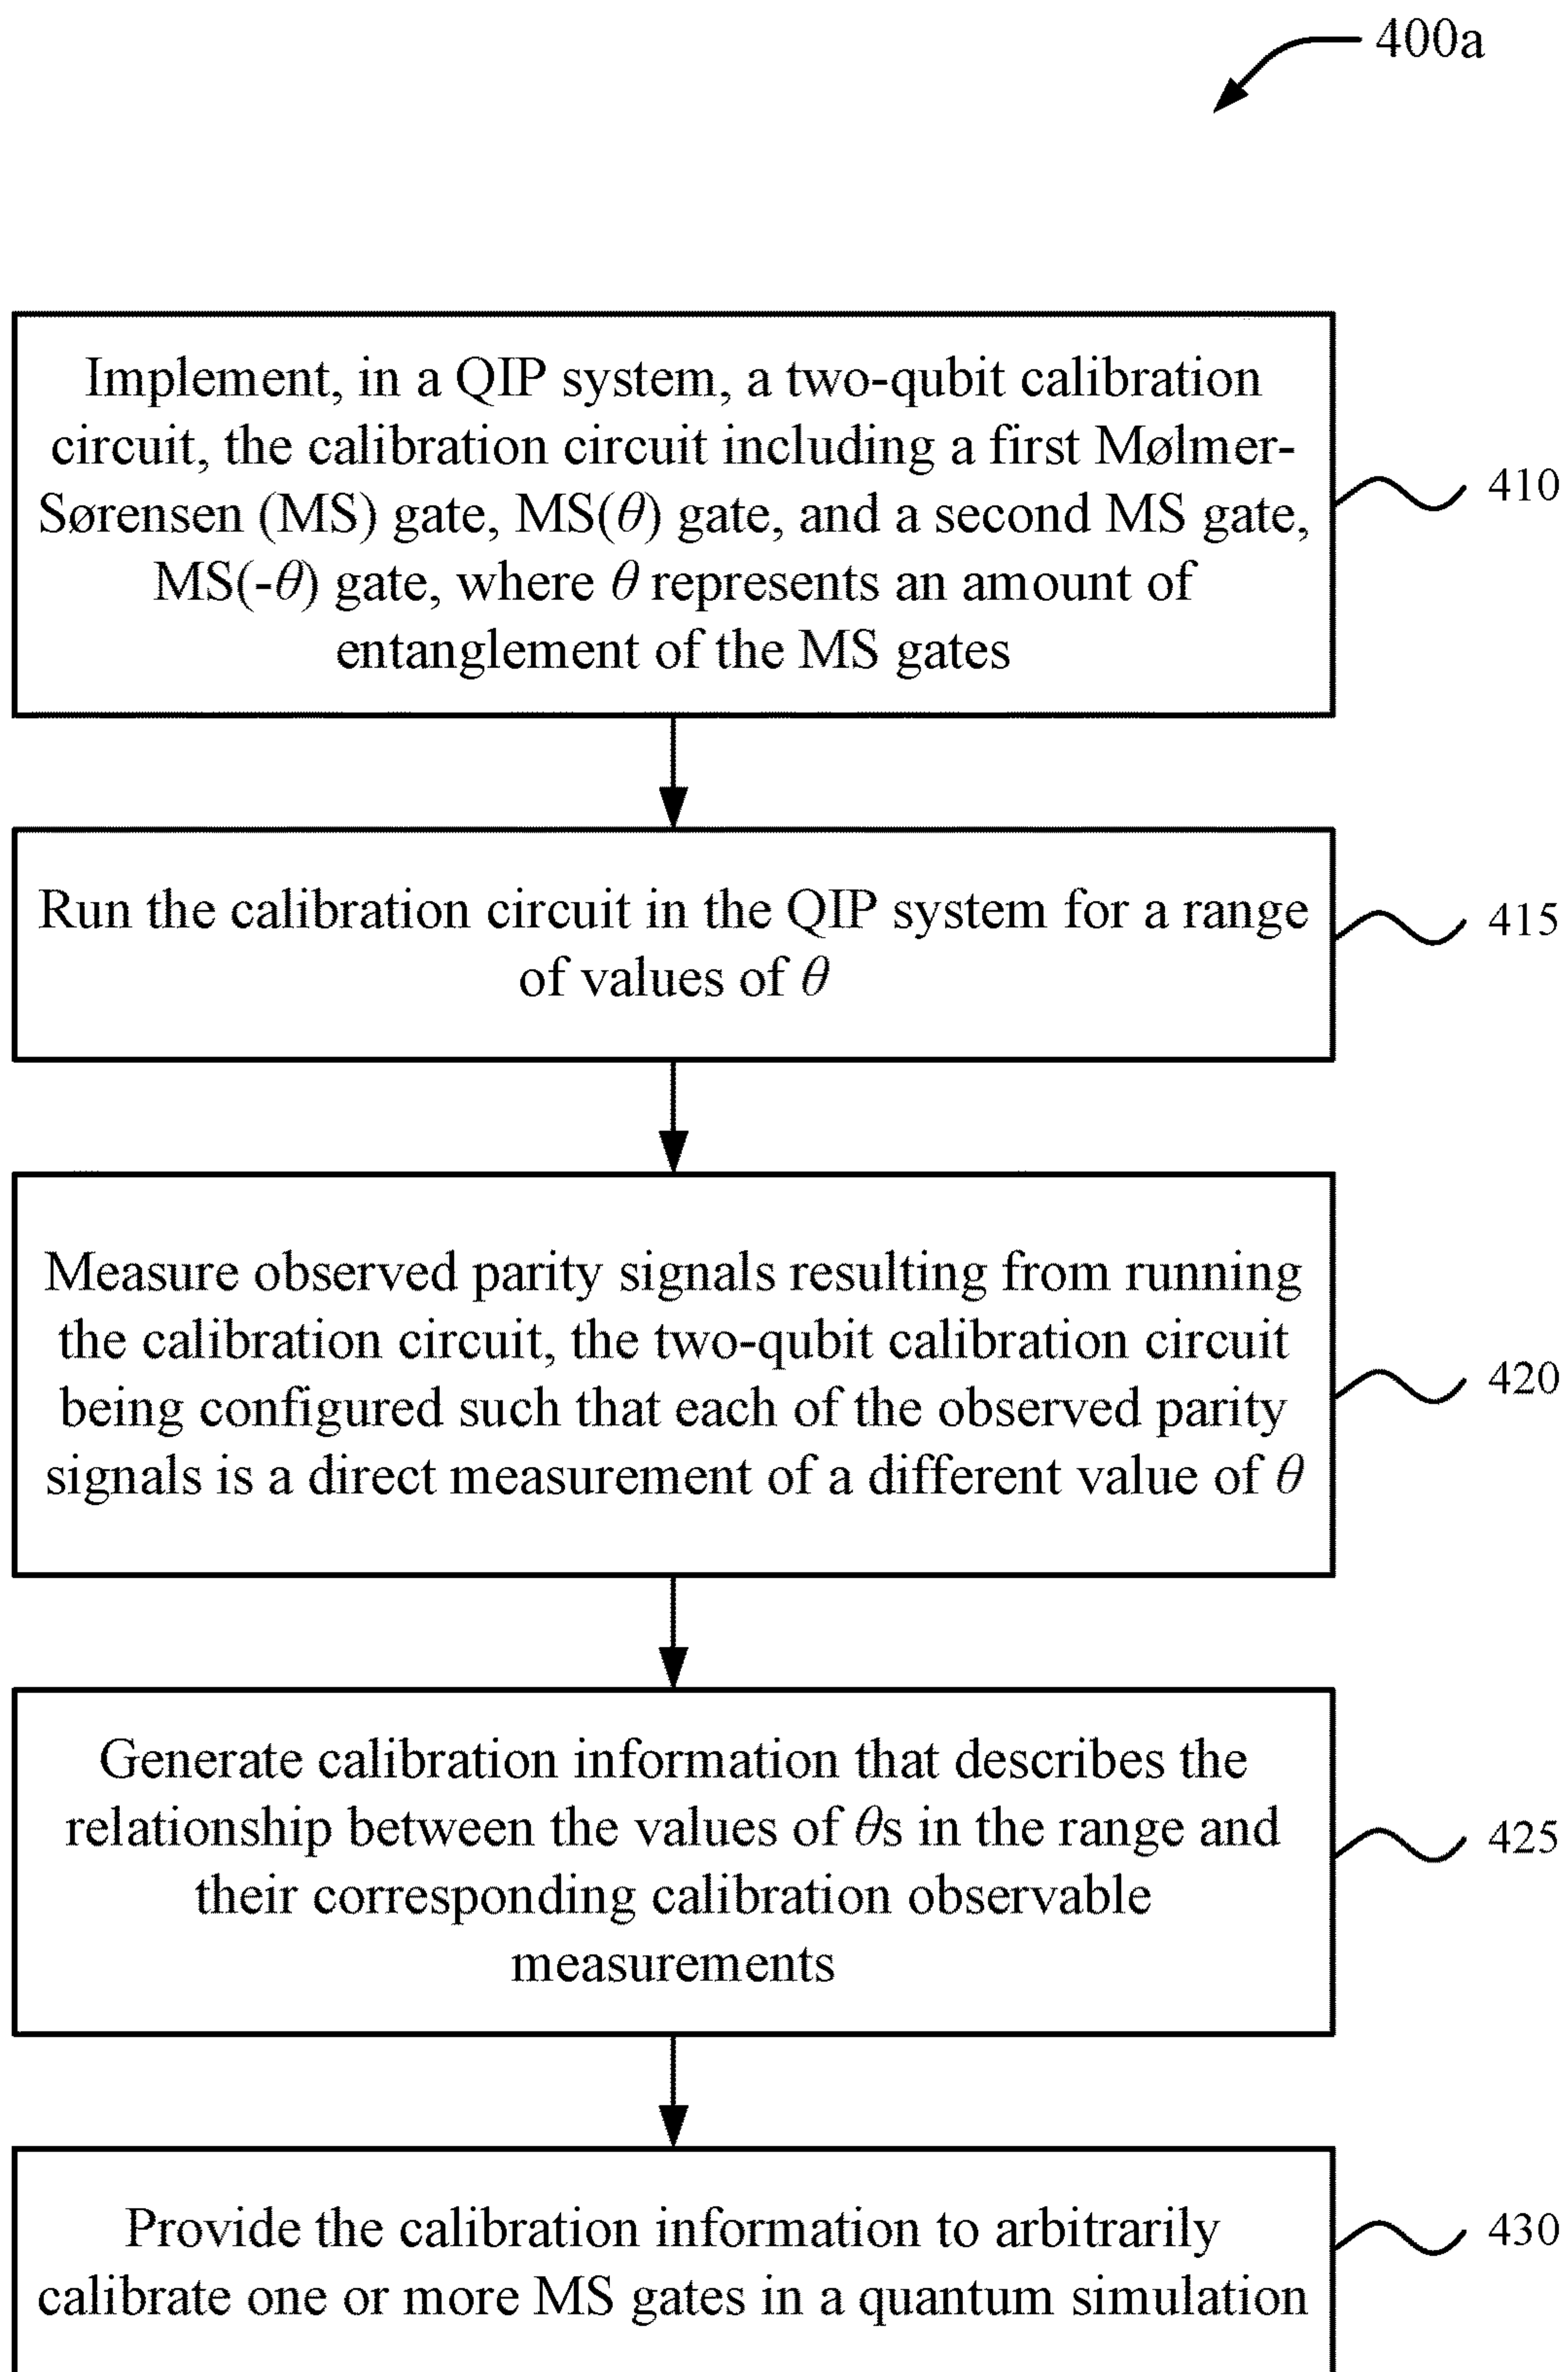 400a
Implement, in a QIP system, a two-qubit calibration
circuit, the calibration circuit including a first Mølmer-
Sørensen (MS) gate, MS(θ) gate, and a second MS gate,
MS(-θ) gate, where θ represents an amount of
entanglement of the MS gates
410
Run the calibration circuit in the QIP system for a range
of values of θ
415
Measure observed parity signals resulting from running
the calibration circuit, the two-qubit calibration circuit
being configured such that each of the observed parity
signals is a direct measurement of a different value of θ
420
Generate calibration information that describes the
relationship between the values of θs in the range and
their corresponding calibration observable
measurements
425
Provide the calibration information to arbitrarily
calibrate one or more MS gates in a quantum simulation
430